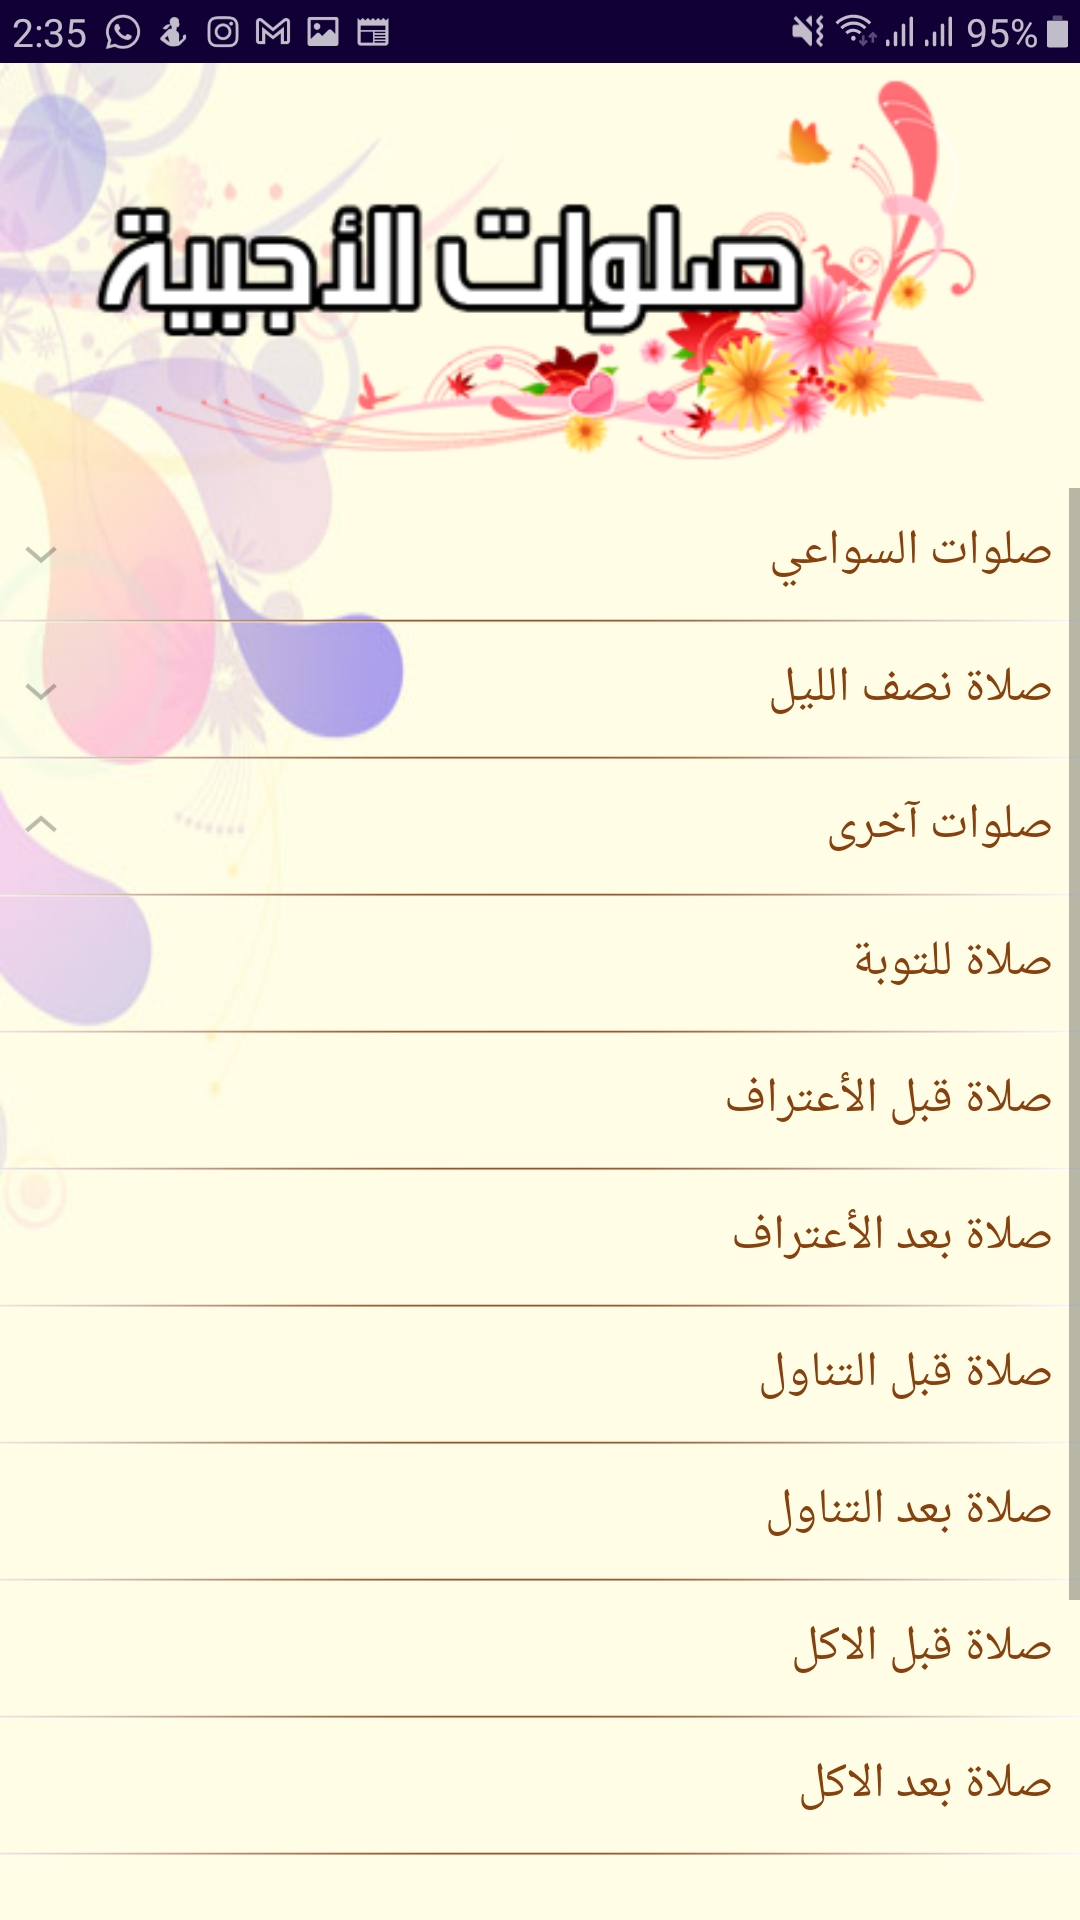 2:35
95%
صلوات الأجبية
صلوات السواعي
صلاة نصف الليل
صلوات آخرى
صلاة للتوبة
صلاة قبل الأعتراف
صلاة بعد الأعتراف
صلاة قبل التناول
صلاة بعد التناول
صلاة قبل الاكل
صلاة بعد الاكل